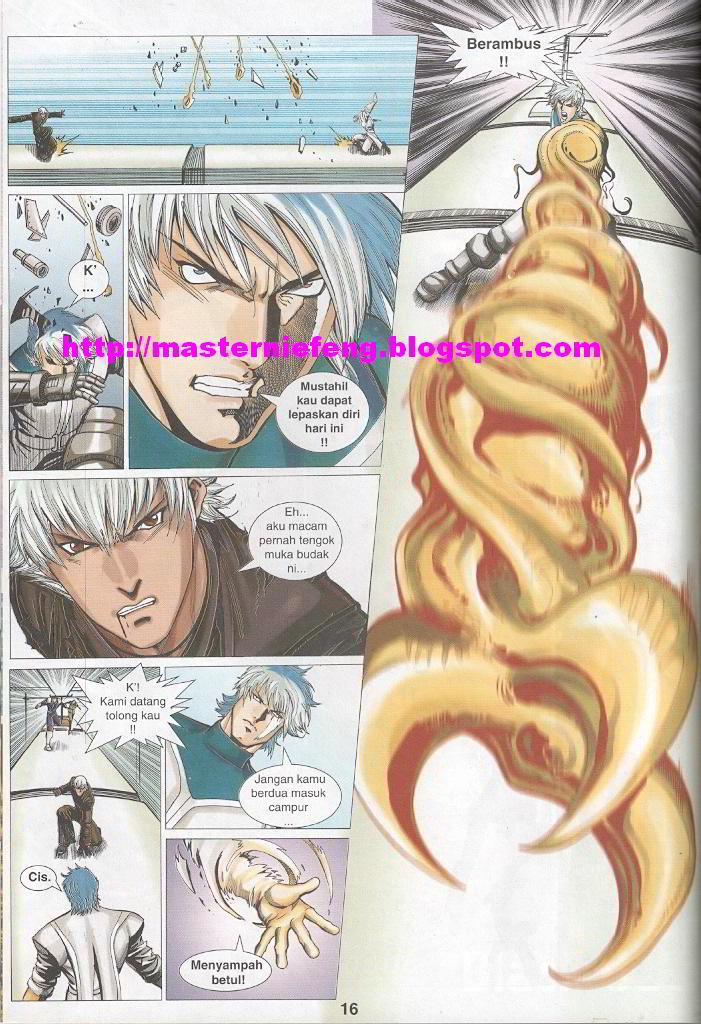 K'
...
Mustahil
kau dapat
lepaskan diri
hari ini
!!
Eh...
aku macam
pernah tengok
muka budak
ni...
K'!
Kami datang
tolong kau
!!
Jangan kamu
berdua masuk
campur
...
Cis.
Menyampah
betul!
Berambus
!!
http://masterniefeng.blogspot.com
16